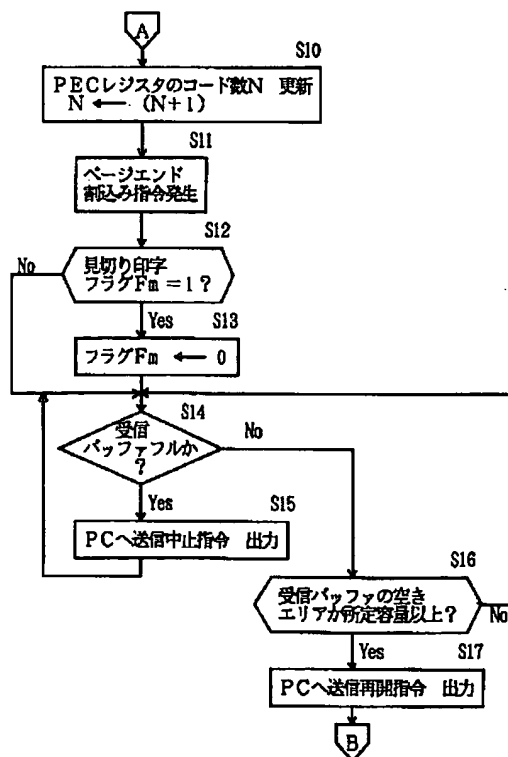 A
S10
PECレジスタのコード数N 更新
N ← (N+1)
S11
ページエンド
割込み指令発生
S12
No
見切り印字
フラグFm=1?
Yes
S13
フラグFm ← 0
S14
受信
バッファフルか
?
No
Yes
S15
PCへ送信中止指令 出力
S16
受信バッファの空き
エリアが所定容量以上?
No
Yes
S17
PCへ送信再開指令 出力
B